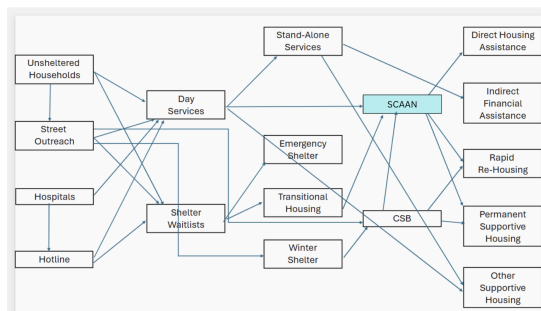 Unsheltered
Households
Street
Outreach
Hospitals
Hotline
Day
Services
Shelter
Waitlists
Stand-Alone
Services
Emergency
Shelter
Transitional
Housing
Winter
Shelter
SCAAN
CSB
Direct Housing
Assistance
Indirect
Financial
Assistance
Rapid
Re-Housing
Permanent
Supportive
Housing
Other
Supportive
Housing